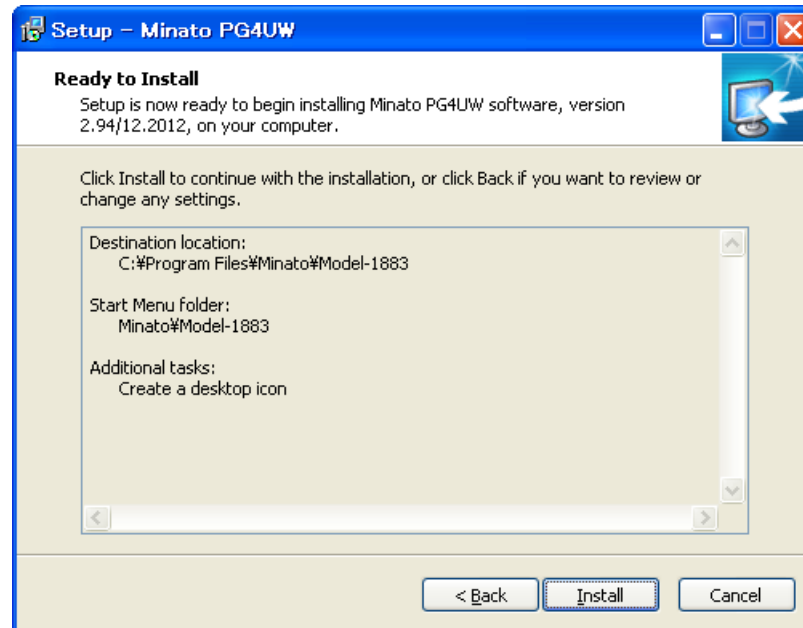 Setup - Minato PG4UW
Ready to Install
Setup is now ready to begin installing Minato PG4UW software, version
2.94/12.2012, on your computer.
Click Install to continue with the installation, or click Back if you want to review or
change any settings.
Destination location:
C:¥Program Files¥Minato¥Model-1883
Start Menu folder:
Minato¥Model-1883
Additional tasks:
Create a desktop icon
< Back
Install
Cancel